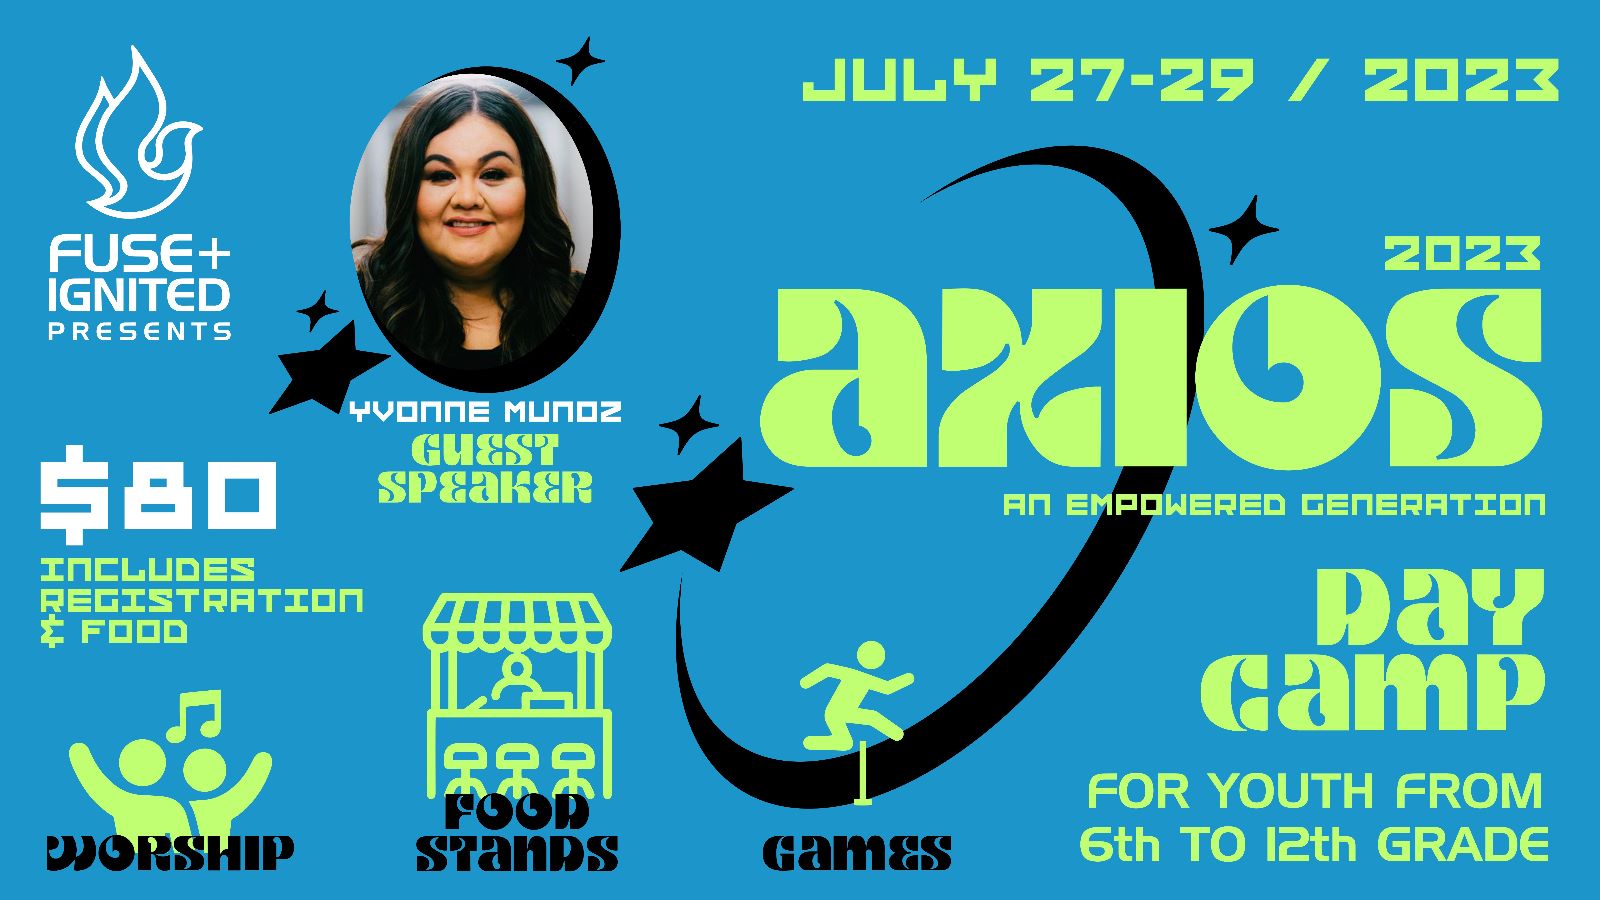 FUSE+
IGNITED
PRESENTS
YVONNE MUNOZ
GUEST
SPEAKER
$80
INCLUDES
REGISTRATION
& FOOD
WORSHIP
FOOD
STANDS
GAMES
JULY 27-29 / 2023
2023
AXIOS
AN EMPOWERED GENERATION
DAY
CAMP
FOR YOUTH FROM
6th TO 12th GRADE